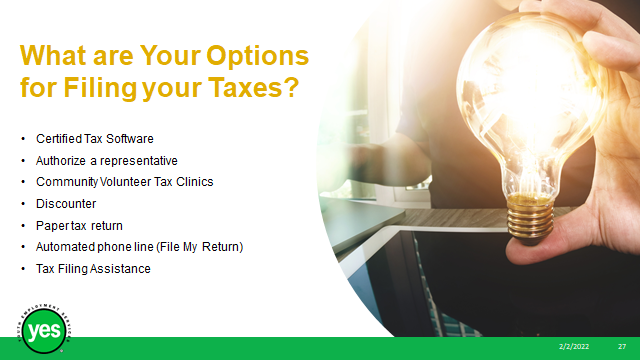 What are Your Options
for Filing your Taxes?
• Certified Tax Software
• Authorize a representative
• Community Volunteer Tax Clinics
• Discounter
• Paper tax return
• Automated phone line (File My Return)
• Tax Filing Assistance
YOUTH EMPLOYMENT SERVICES
yes
2/2/2022
27